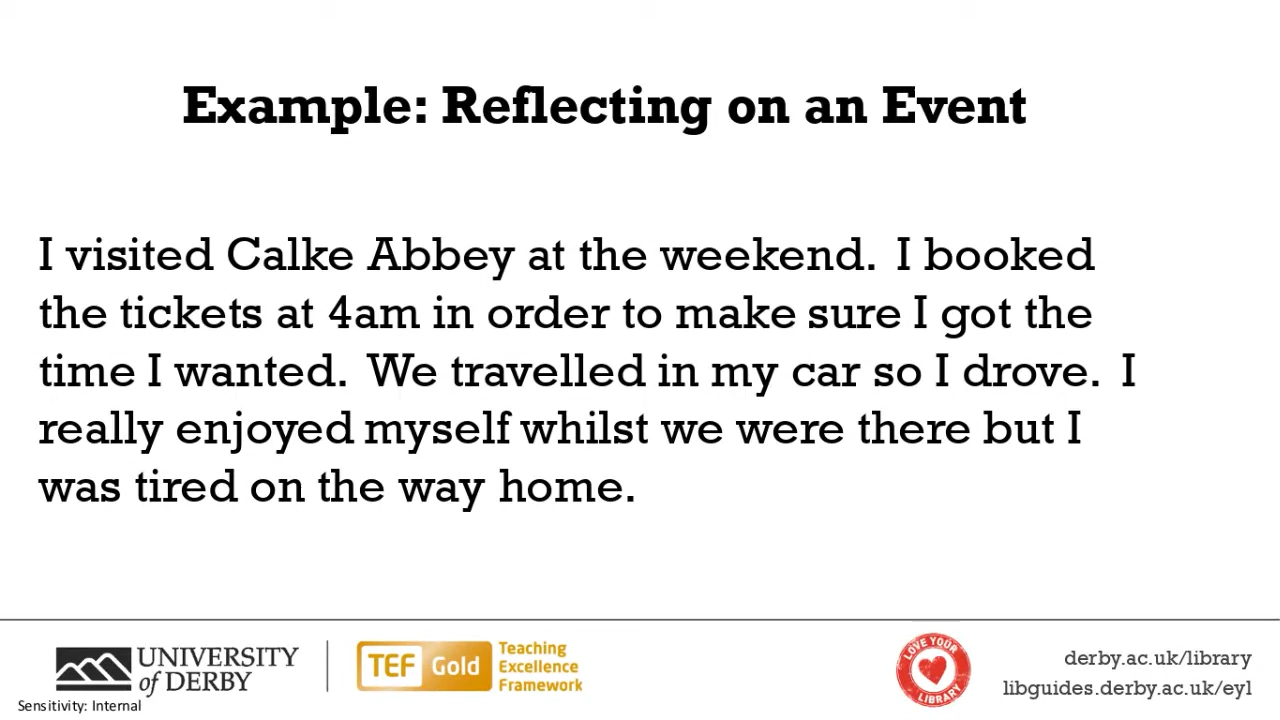 Example: Reflecting on an Event
I visited Calke Abbey at the weekend.  I booked
the tickets at 4am in order to make sure I got the
time I wanted.  We travelled in my car so I drove.  I
really enjoyed myself whilst we were there but I
was tired on the way home.
UNIVERSITY
of DERBY
TEF Gold
Teaching
Excellence
Framework
LOVE YOUR
LIBRARY
derby.ac.uk/library
libguides.derby.ac.uk/eyl
Sensitivity: Internal